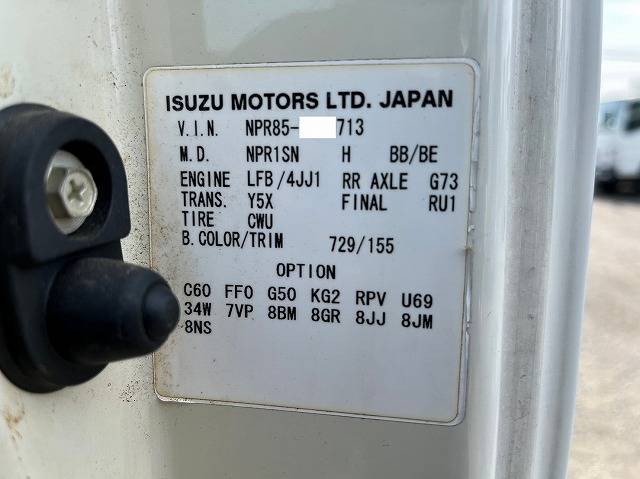 ISUZU MOTORS LTD. JAPAN
V.I.N. NPR85- 713
M.D. NPR1SN H BB/BE
ENGINE LFB/4JJ1 RR AXLE G73
TRANS. Y5X FINAL RU1
TIRE CWU
B.COLOR/TRIM 729/155
OPTION
C60 FF0 G50 KG2 RPV U69
34W 7VP 8BM 8GR 8JJ 8JM
8NS